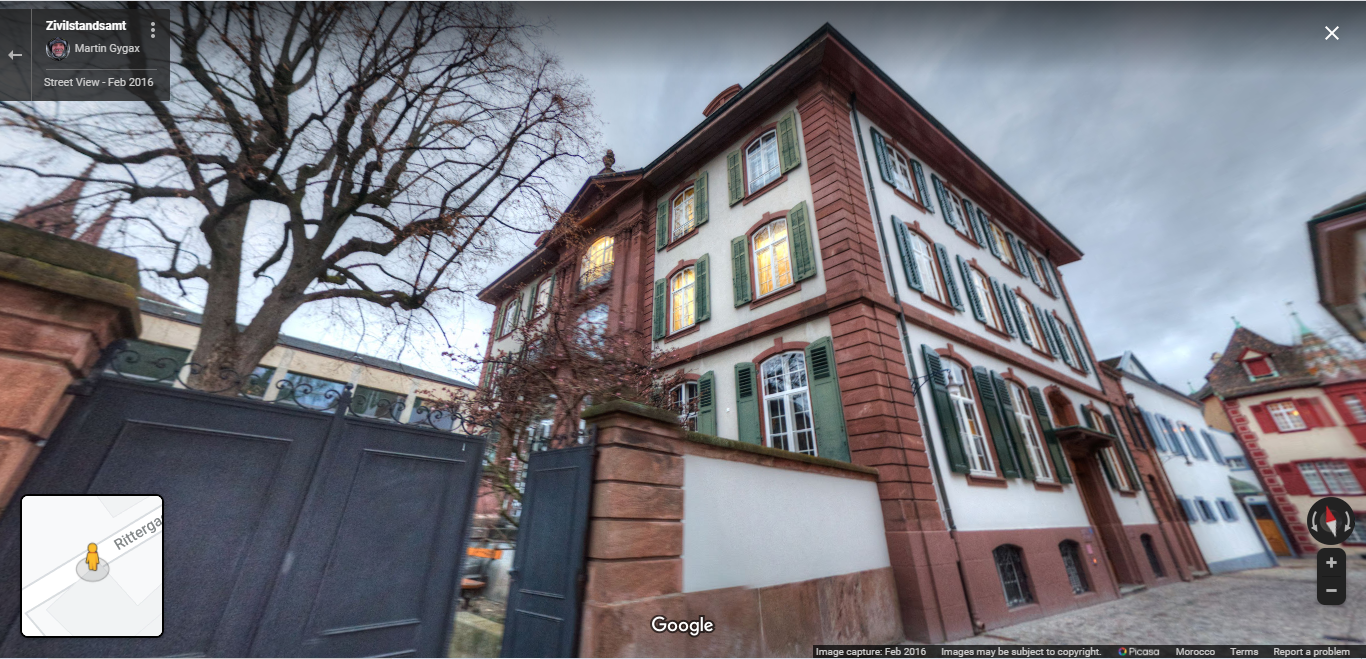 Zivilstandsamt
Martin Gygax
Street View - Feb 2016
Ritterga
Google
Image capture: Feb 2016 Images may be subject to copyright. Picasa Morocco Terms Report a problem